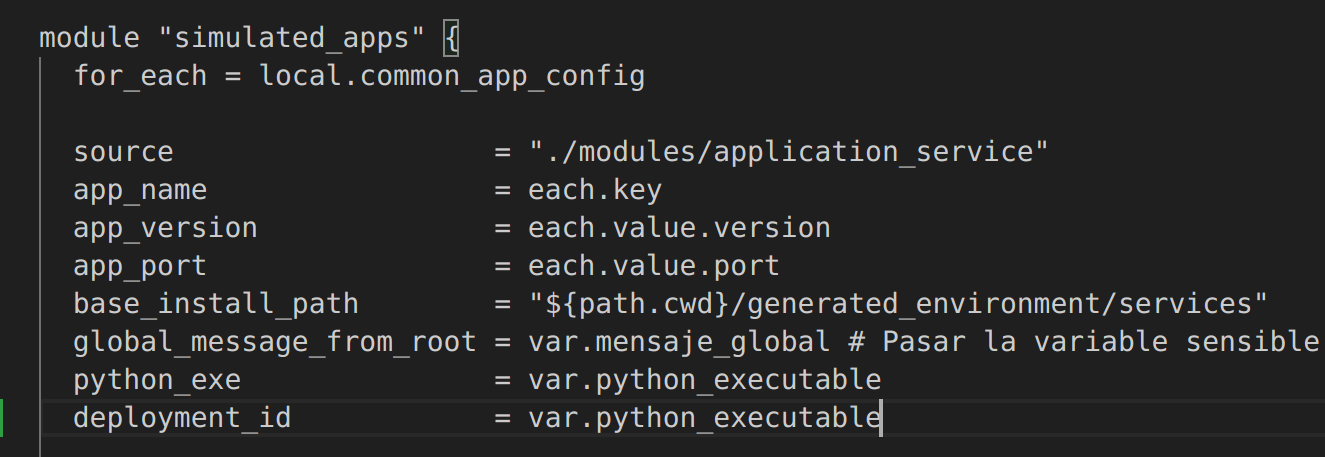 module "simulated_apps" {
for_each = local.common_app_config
source = "./modules/application_service"
app_name = each.key
app_version = each.value.version
app_port = each.value.port
base_install_path = "${path.cwd}/generated_environment/services"
global_message_from_root = var.mensaje_global # Pasar la variable sensible
python_exe = var.python_executable
deployment_id = var.python_executable